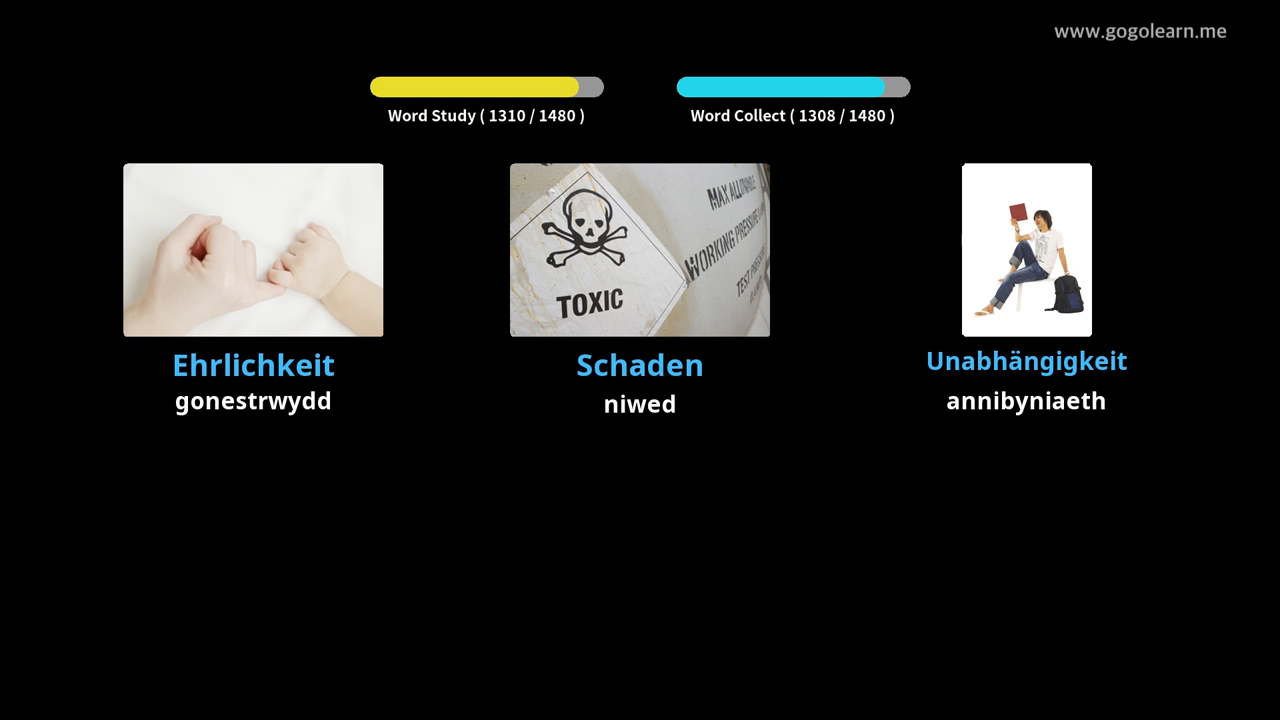 www.gogolearn.me
Word Study ( 1310 / 1480 )
Word Collect ( 1308 / 1480 )
MAX ALLOWABLE
WORKING PRESSURE
TEST
TOXIC
Ehrlichkeit
Schaden
Unabhängigkeit
gonestrwydd
niwed
annibyniaeth